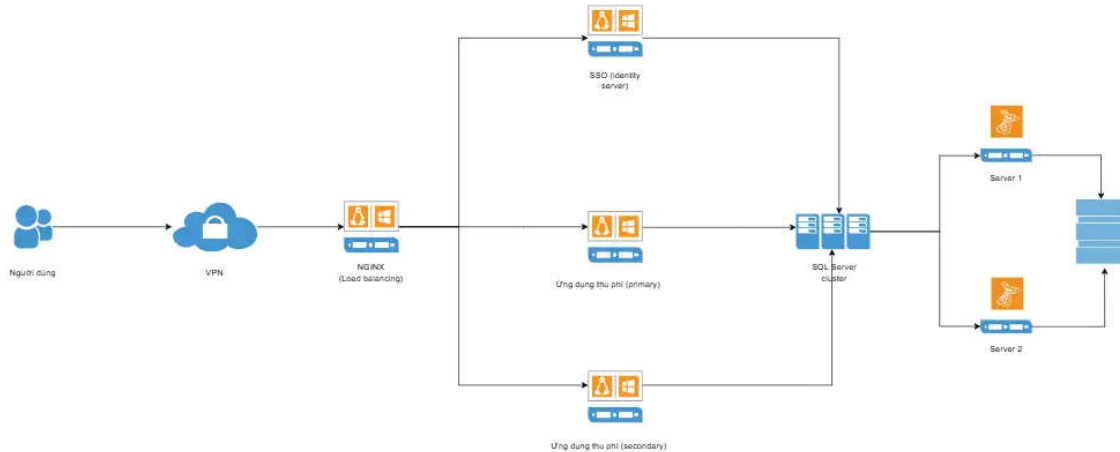 SSO (identity
server)
Server 1
Người dùng
VPN
NGINX
(Load balancing)
Ứng dụng thu phí (primary)
SQL Server
cluster
Server 2
Ứng dụng thu phí (secondary)